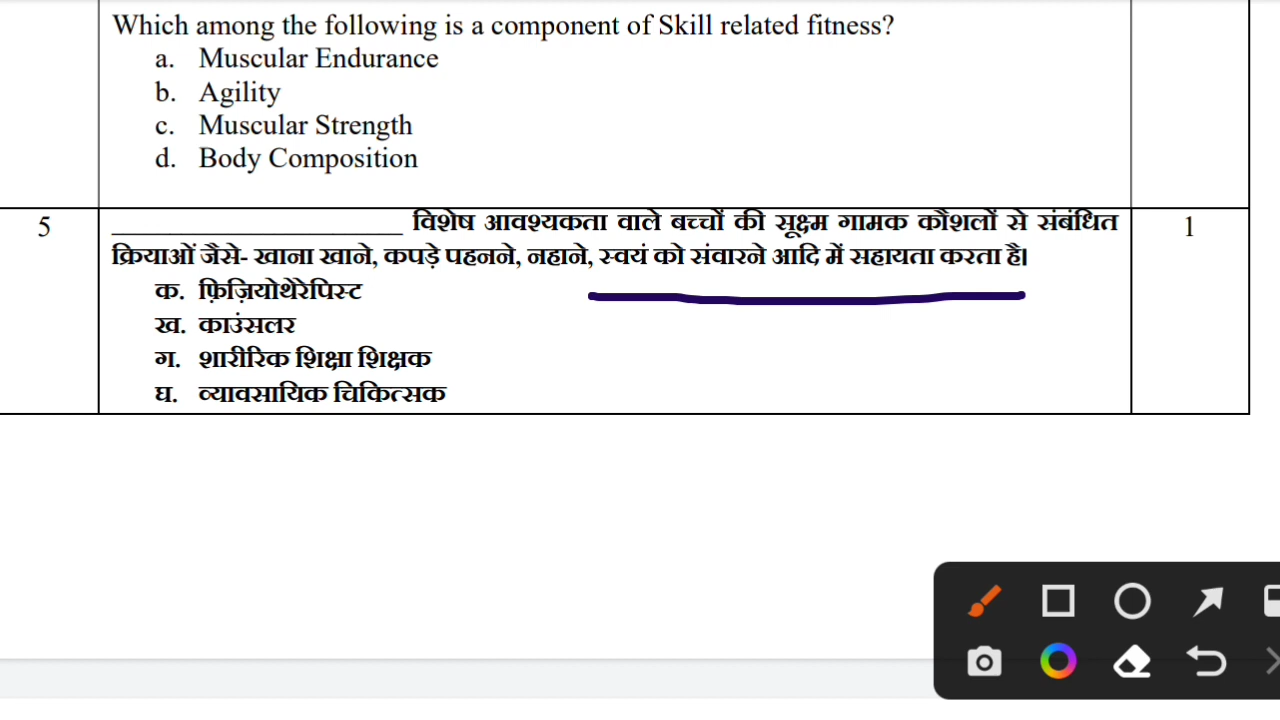 Which among the following is a component of Skill related fitness?
a. Muscular Endurance
b. Agility
c. Muscular Strength
d. Body Composition
5 ____________________ विशेष आवश्यकता वाले बच्चों की सूक्ष्म गामक कौशलों से संबंधित 1
क्रियाओं जैसे- खाना खाने, कपड़े पहनने, नहाने, स्वयं को संवारने आदि में सहायता करता है।
क. फ़िज़ियोथैरेपिस्ट
ख. काउंसलर
ग. शारीरिक शिक्षा शिक्षक
घ. व्यावसायिक चिकित्सक